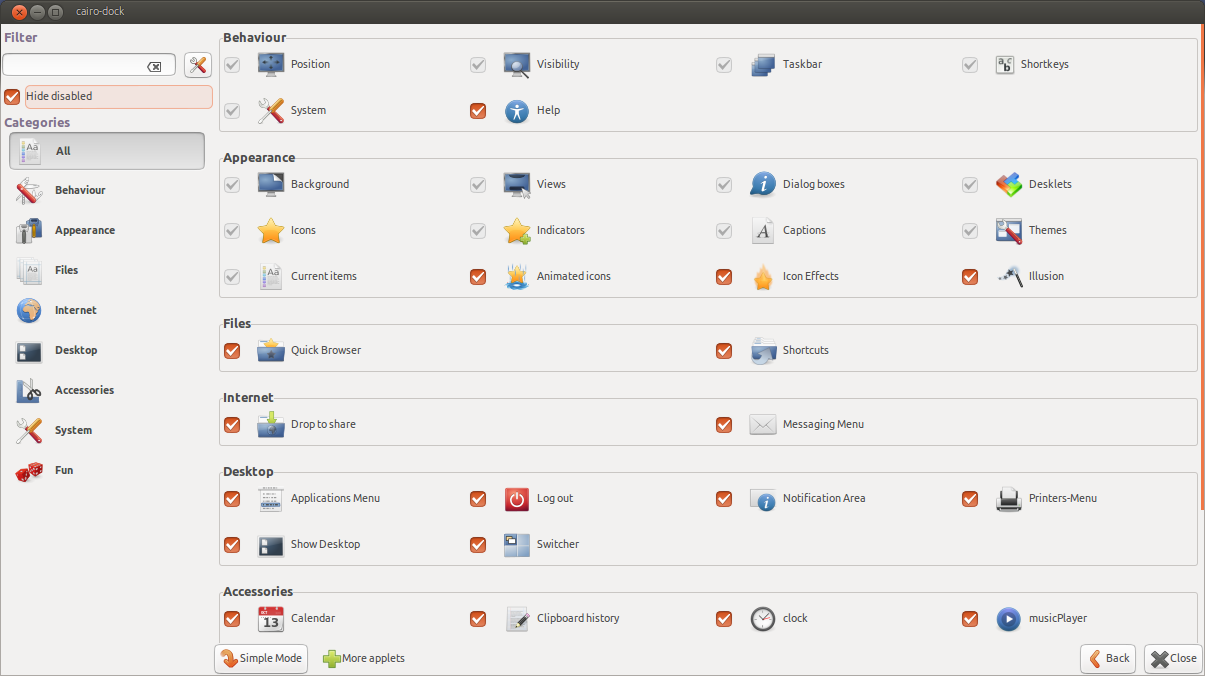 cairo-dock
Filter
Hide disabled
Categories
All
Behaviour
Appearance
Files
Internet
Desktop
Accessories
System
Fun
Behaviour
Position Visibility Taskbar Shortkeys
System Help
Appearance
Background Views Dialog boxes Desklets
Icons Indicators Captions Themes
Current items Animated icons Icon Effects Illusion
Files
Quick Browser Shortcuts
Internet
Drop to share Messaging Menu
Desktop
Applications Menu Log out Notification Area Printers-Menu
Show Desktop Switcher
Accessories
Calendar Clipboard history clock musicPlayer
Simple Mode More applets Back Close